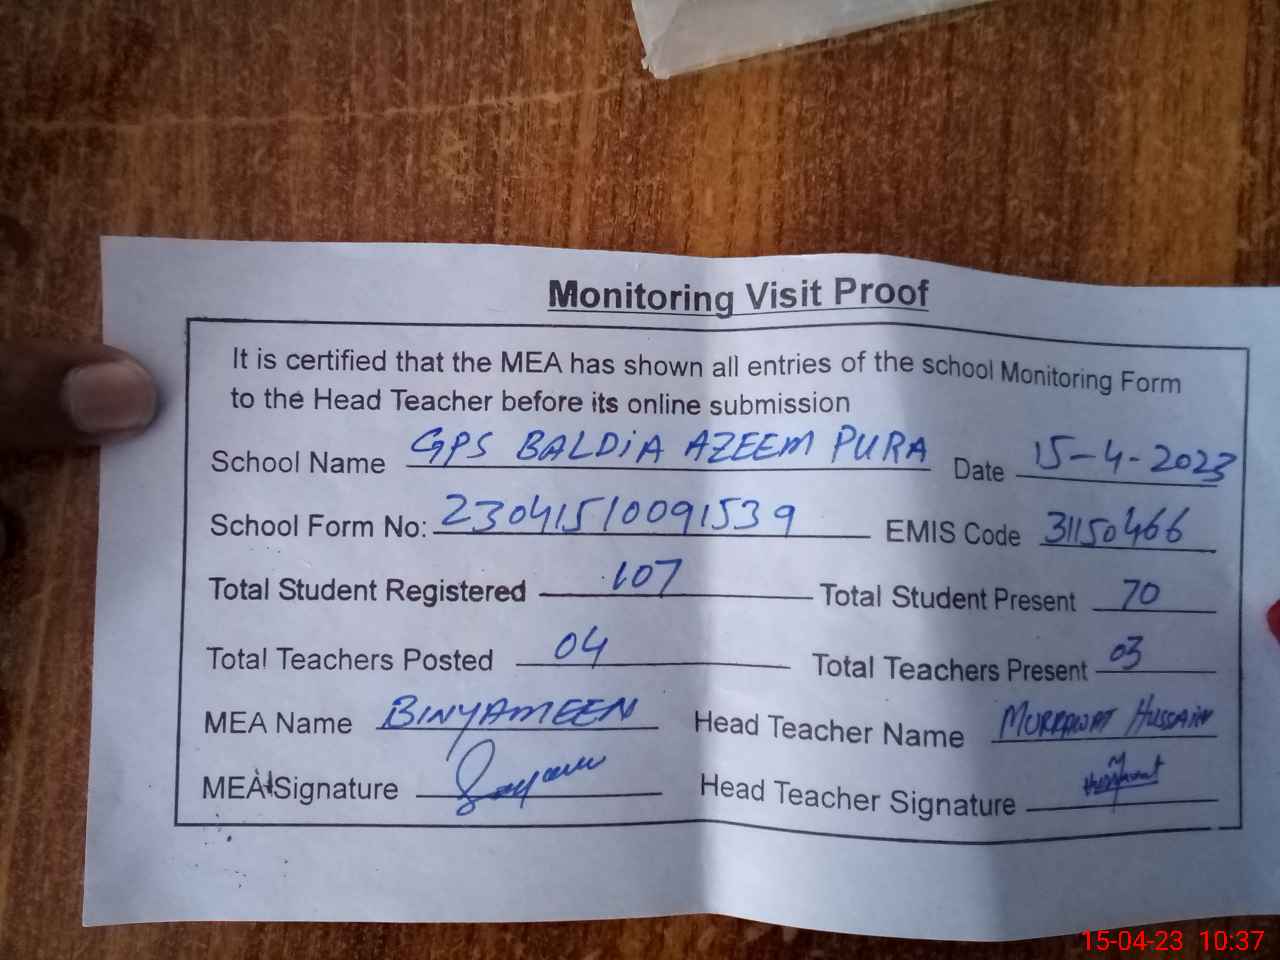 Monitoring Visit Proof
It is certified that the MEA has shown all entries of the school Monitoring Form
to the Head Teacher before its online submission
School Name GPS BALDiA AZEEM PURA Date 15-4-2023
School Form No: 23041510091539 EMIS Code 31150466
Total Student Registered 107 Total Student Present 70
Total Teachers Posted 04 Total Teachers Present 03
MEA Name BINYAMEEN Head Teacher Name MURRAWAT HUSSAIN
MEA Signature Head Teacher Signature
15-04-23 10:37